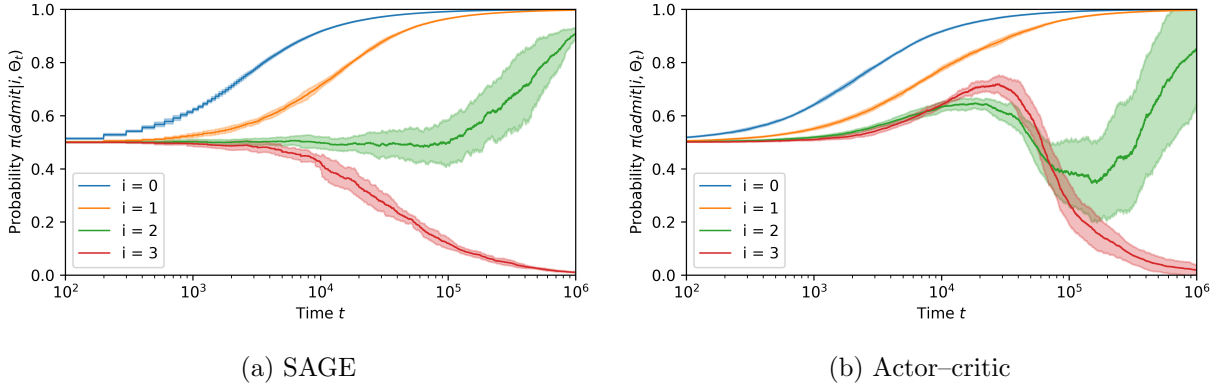 Probability π(admit|i, Θt)
1.0
0.8
0.6
0.4
0.2
0.0
i = 0
i = 1
i = 2
i = 3
10²
10³
10⁴
10⁵
10⁶
Time t
(a) SAGE
Probability π(admit|i, Θt)
1.0
0.8
0.6
0.4
0.2
0.0
i = 0
i = 1
i = 2
i = 3
10²
10³
10⁴
10⁵
10⁶
Time t
(b) Actor–critic